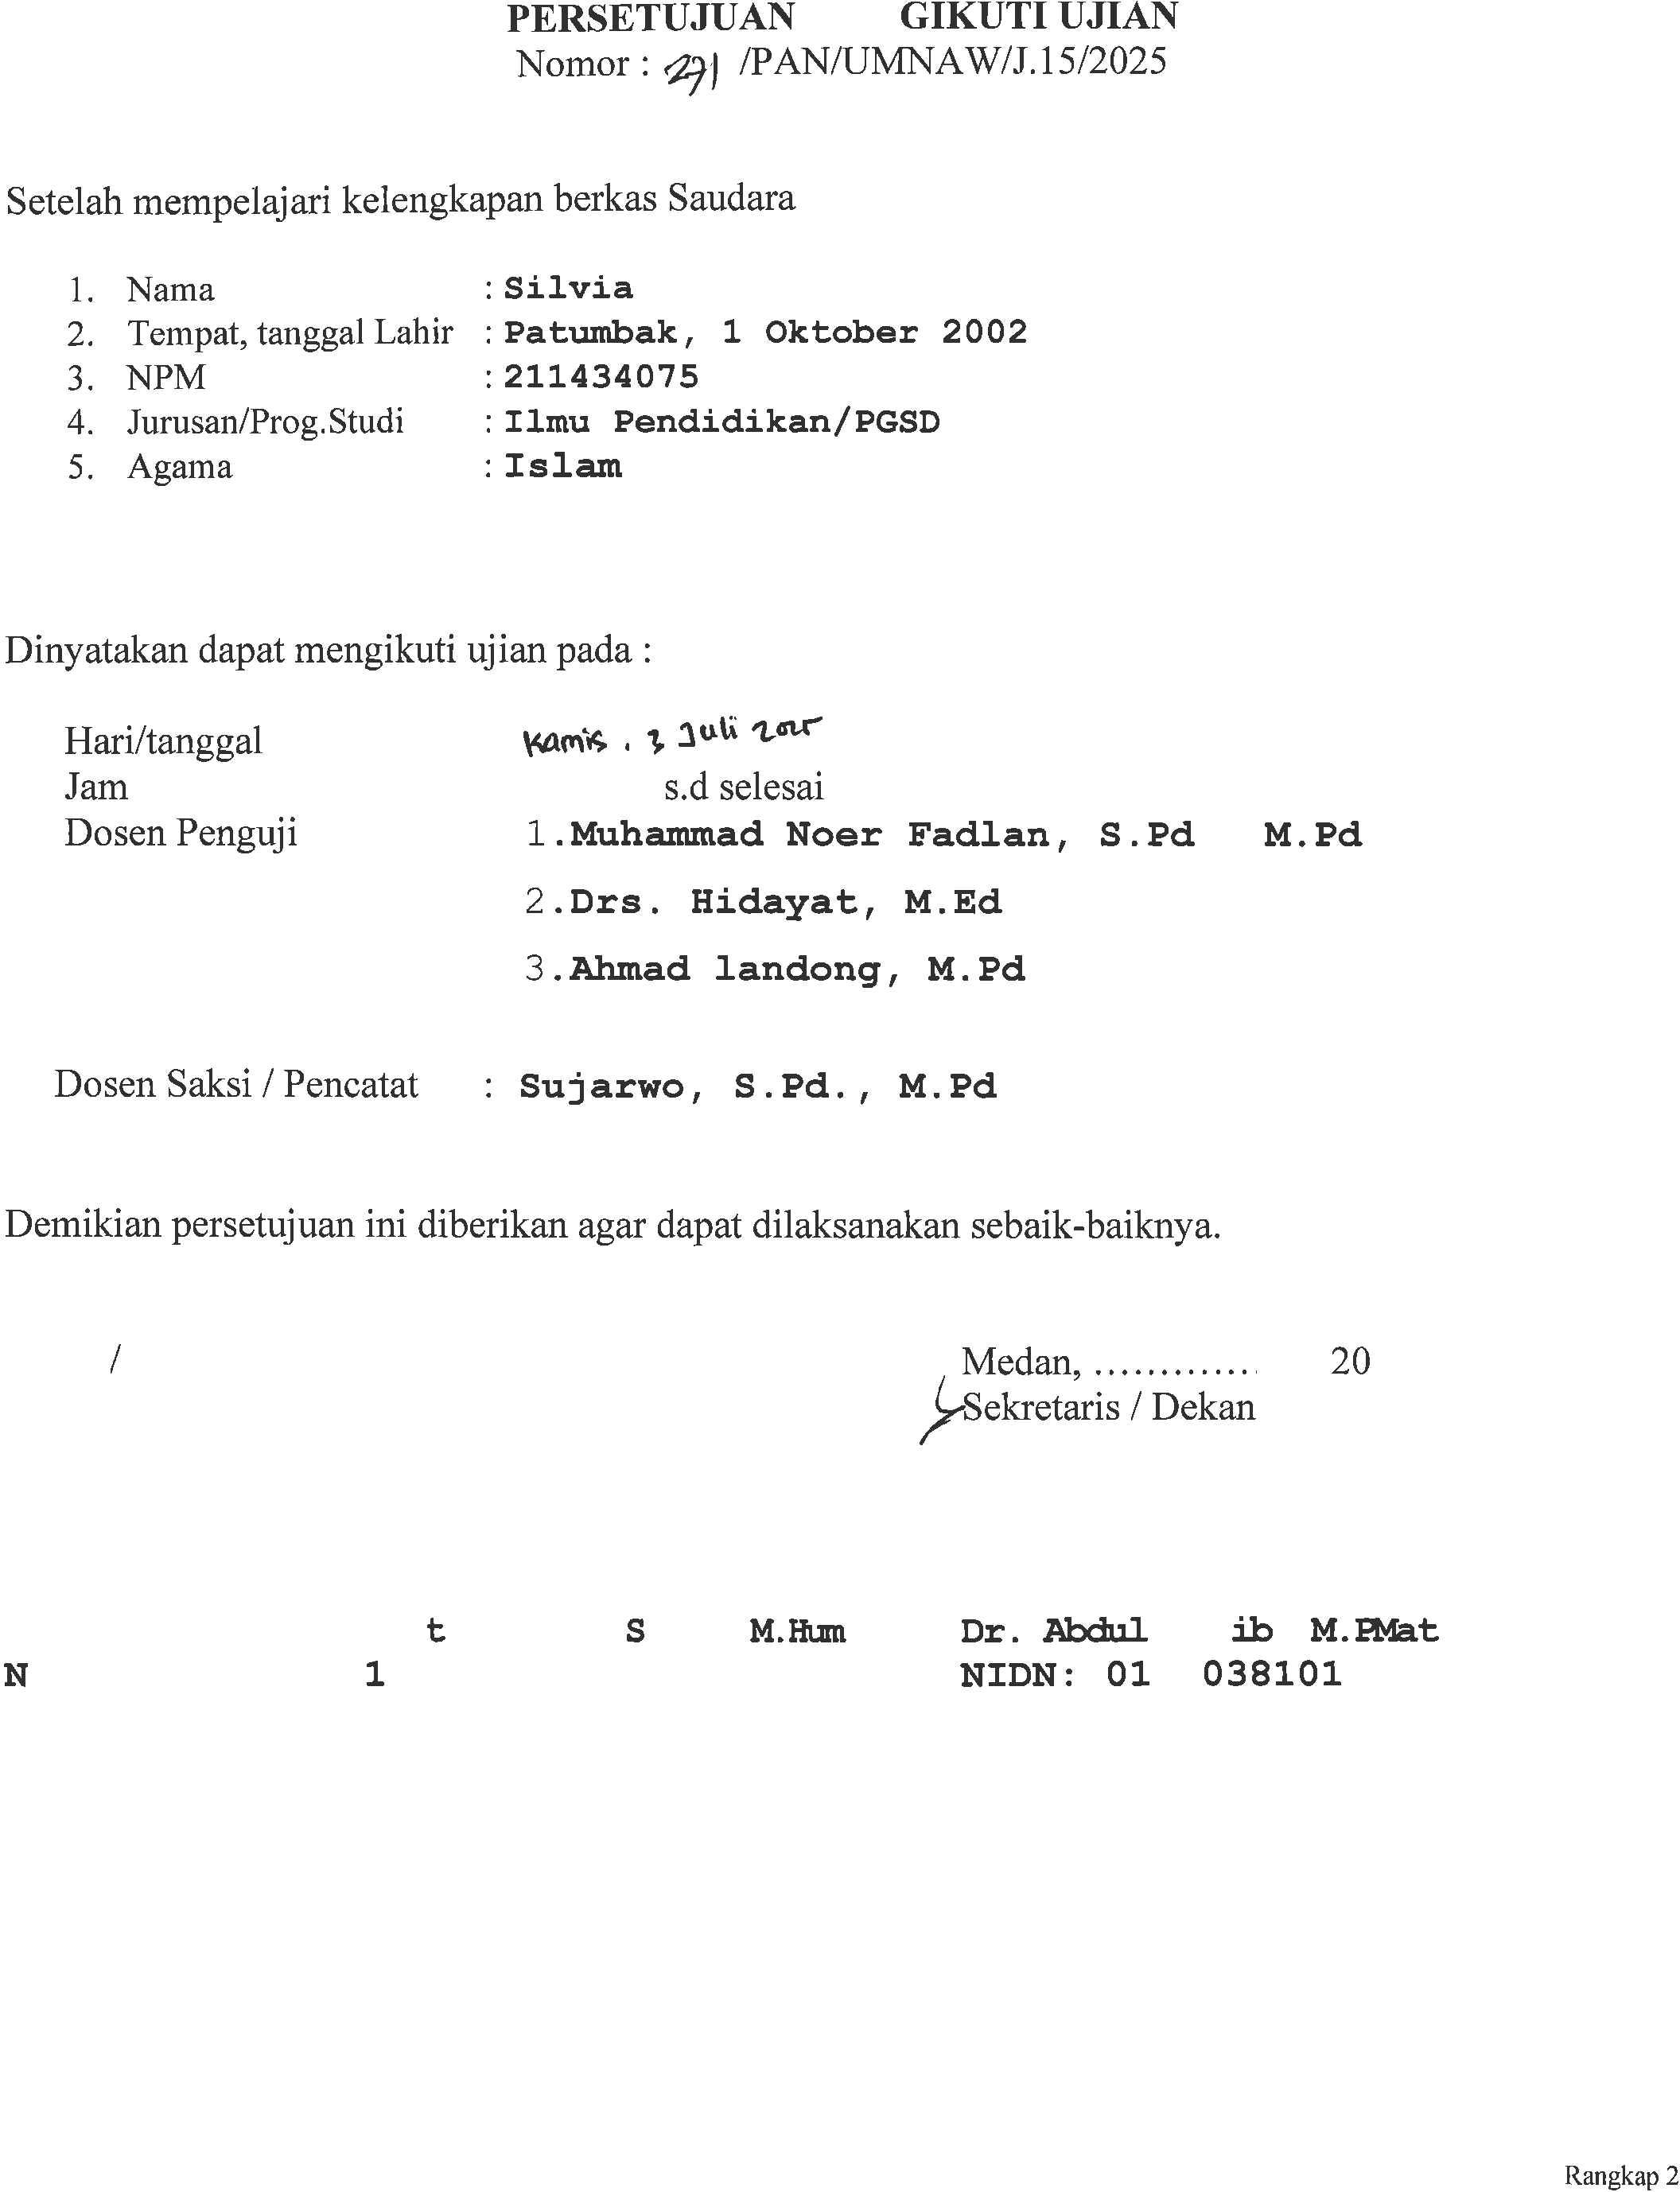 PERSETUJUAN GIKUTI UJIAN
Nomor : 271 /PAN/UMNAW/J.15/2025
Setelah mempelajari kelengkapan berkas Saudara
1. Nama : Silvia
2. Tempat, tanggal Lahir : Patumbak, 1 Oktober 2002
3. NPM : 211434075
4. Jurusan/Prog.Studi : Ilmu Pendidikan/PGSD
5. Agama : Islam
Dinyatakan dapat mengikuti ujian pada :
Hari/tanggal Kamis, 3 Juli 2025
Jam s.d selesai
Dosen Penguji 1.Muhammad Noer Fadlan, S.Pd M.Pd
2.Drs. Hidayat, M.Ed
3.Ahmad landong, M.Pd
Dosen Saksi / Pencatat : Sujarwo, S.Pd., M.Pd
Demikian persetujuan ini diberikan agar dapat dilaksanakan sebaik-baiknya.
/ Medan, ............. 20
Sekretaris / Dekan
t S M.Hum Dr. Abdul ib M.PMat
N 1 NIDN: 01 038101
Rangkap 2